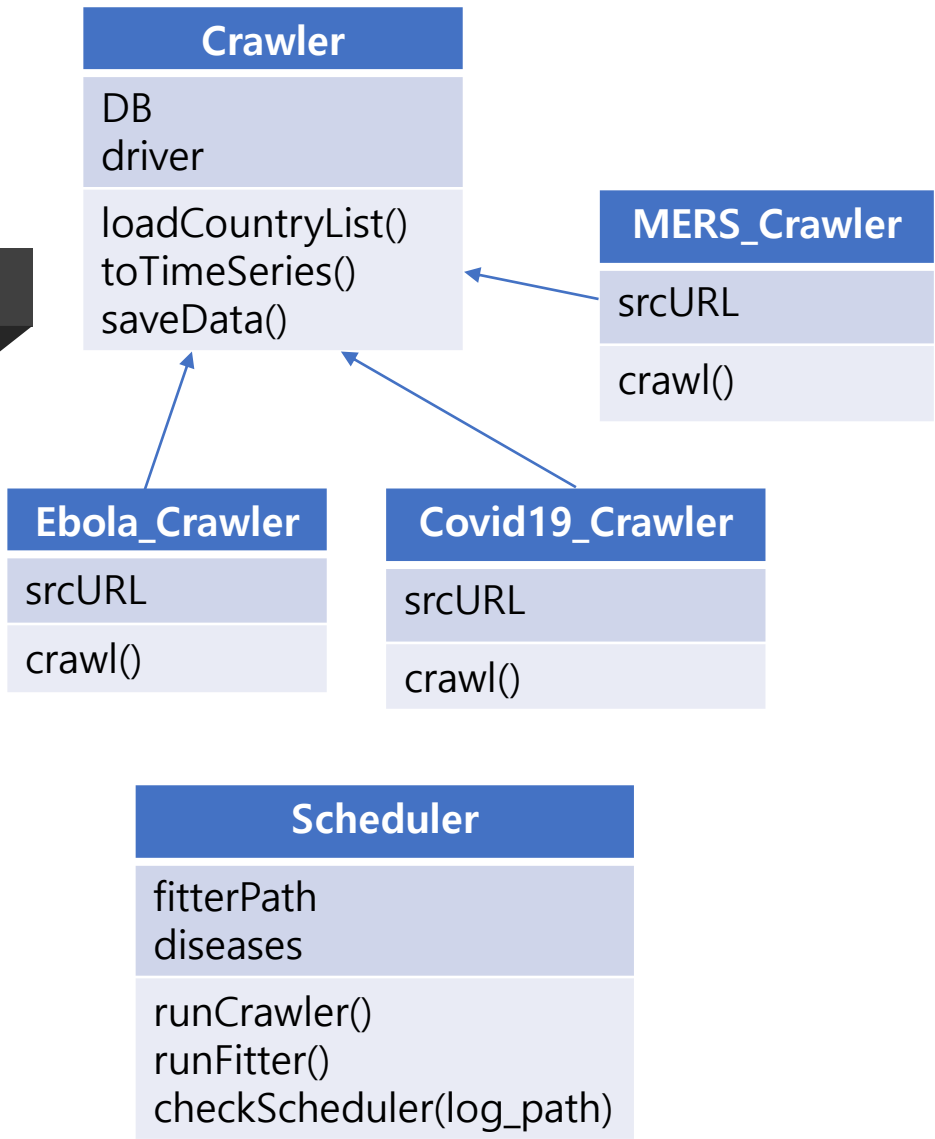 Crawler
DB
driver
loadCountryList()
toTimeSeries()
saveData()
MERS_Crawler
srcURL
crawl()
Ebola_Crawler
srcURL
crawl()
Covid19_Crawler
srcURL
crawl()
Scheduler
fitterPath
diseases
runCrawler()
runFitter()
checkScheduler(log_path)